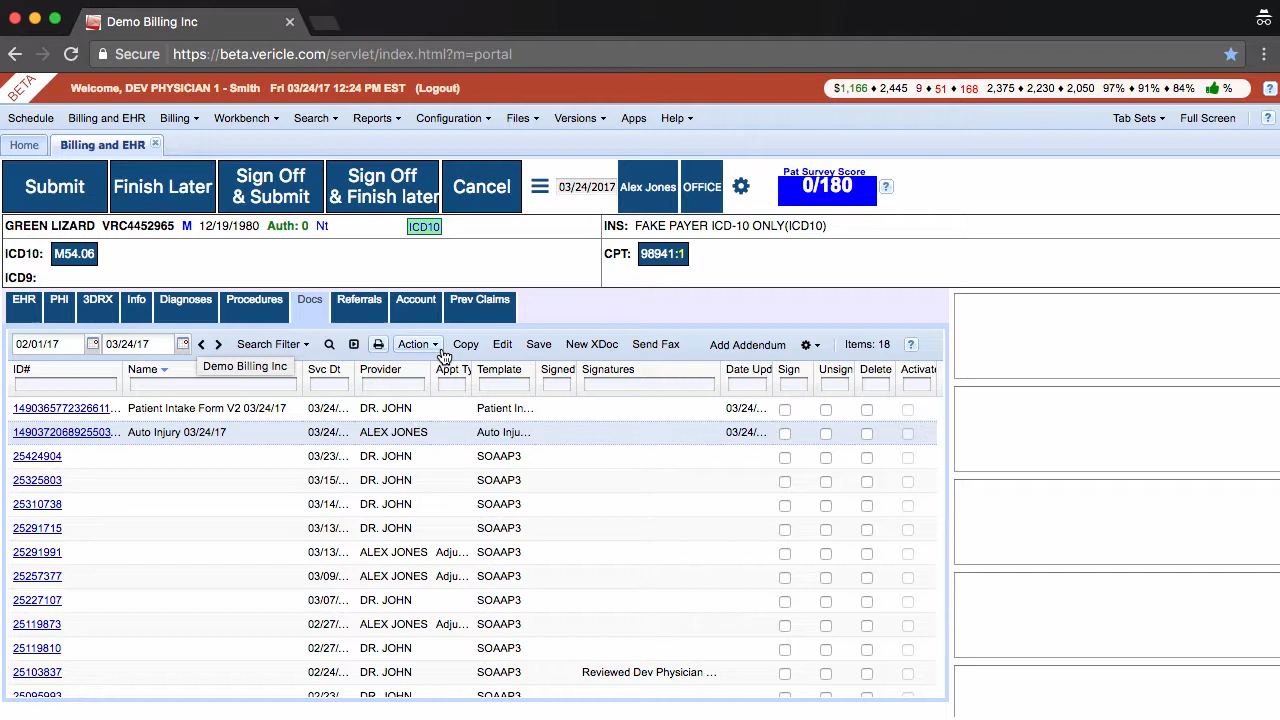 Demo Billing Inc
Secure https://beta.vericle.com/servlet/index.html?m=portal
BETA Welcome, DEV PHYSICIAN 1 - Smith Fri 03/24/17 12:24 PM EST (Logout) $1,166 ♦ 2,445 9 ♦ 51 ♦ 168 2,375 ♦ 2,230 ♦ 2,050 97% ♦ 91% ♦ 84% % ?
Schedule Billing and EHR Billing Workbench Search Reports Configuration Files Versions Apps Help Tab Sets Full Screen ?
Home Billing and EHR
Submit Finish Later Sign Off & Submit Sign Off & Finish later Cancel 03/24/2017 Alex Jones OFFICE Pat Survey Score 0/180 ?
GREEN LIZARD VRC4452965 M 12/19/1980 Auth: 0 Nt ICD10 INS: FAKE PAYER ICD-10 ONLY(ICD10)
ICD10: M54.06 CPT: 98941:1
ICD9:
EHR PHI 3DRX Info Diagnoses Procedures Docs Referrals Account Prev Claims
02/01/17 03/24/17 Search Filter Action Copy Edit Save New XDoc Send Fax Add Addendum Items: 18 ?
Demo Billing Inc
ID# Name Svc Dt Provider Appt Ty Template Signed Signatures Date Upd Sign Unsign Delete Activate
1490365772326611... Patient Intake Form V2 03/24/17 03/24/... DR. JOHN Patient In... 03/24/...
1490372068925503... Auto Injury 03/24/17 03/24/... ALEX JONES Auto Inju... 03/24/...
25424904 03/23/... DR. JOHN SOAAP3
25325803 03/15/... DR. JOHN SOAAP3
25310738 03/14/... DR. JOHN SOAAP3
25291715 03/13/... DR. JOHN SOAAP3
25291991 03/13/... ALEX JONES Adju... SOAAP3
25257377 03/09/... ALEX JONES Adju... SOAAP3
25227107 03/07/... DR. JOHN SOAAP3
25119873 02/27/... ALEX JONES Adju... SOAAP3
25119810 02/27/... DR. JOHN SOAAP3
25103837 02/24/... DR. JOHN SOAAP3 Reviewed Dev Physician ...
25095993 02/23/... DR. JOHN SOAAP3